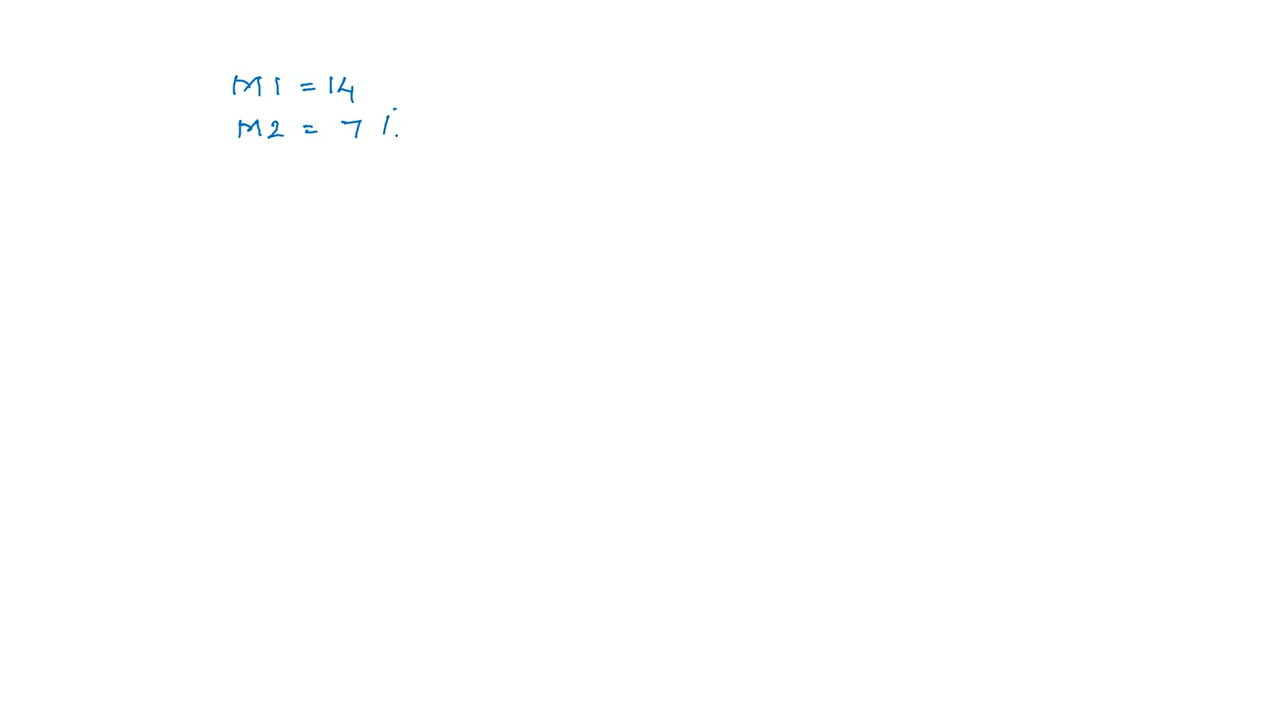 M1 = 14
M2 = 7 %